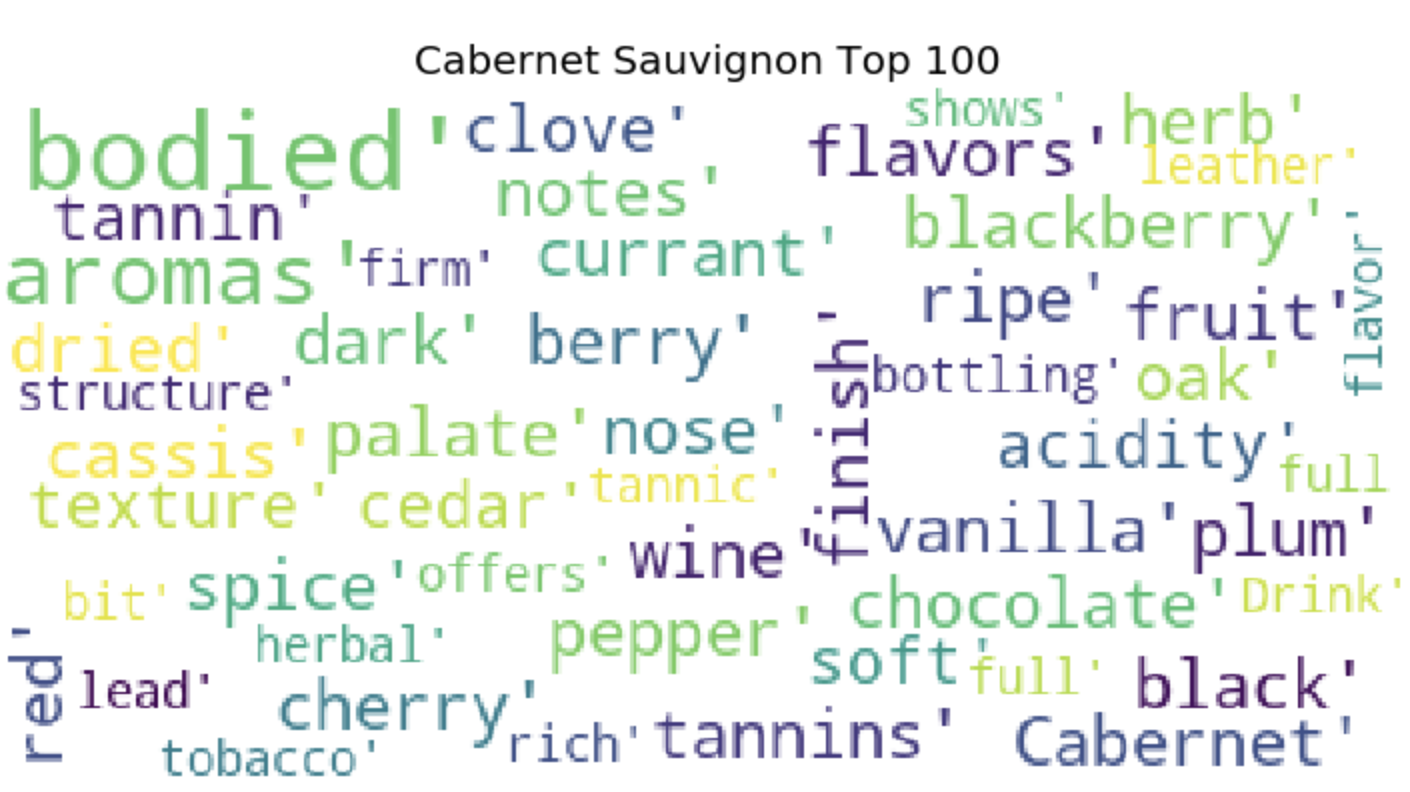 Cabernet Sauvignon Top 100
bodied'
clove'
shows'
herb'
flavors'
leather'
notes'
tannin'
blackberry'
currant'
aromas'
firm'
flavor'
ripe'
fruit'
dried'
dark'
berry'
finish'
structure'
bottling'
oak'
cassis'
palate'
nose'
acidity'
full
texture'
cedar'
tannic'
wine'
vanilla'
plum'
bit'
spice'
offers'
chocolate'
Drink'
herbal'
pepper'
soft'
full'
red'
lead'
cherry'
black'
tobacco'
rich'
tannins'
Cabernet'